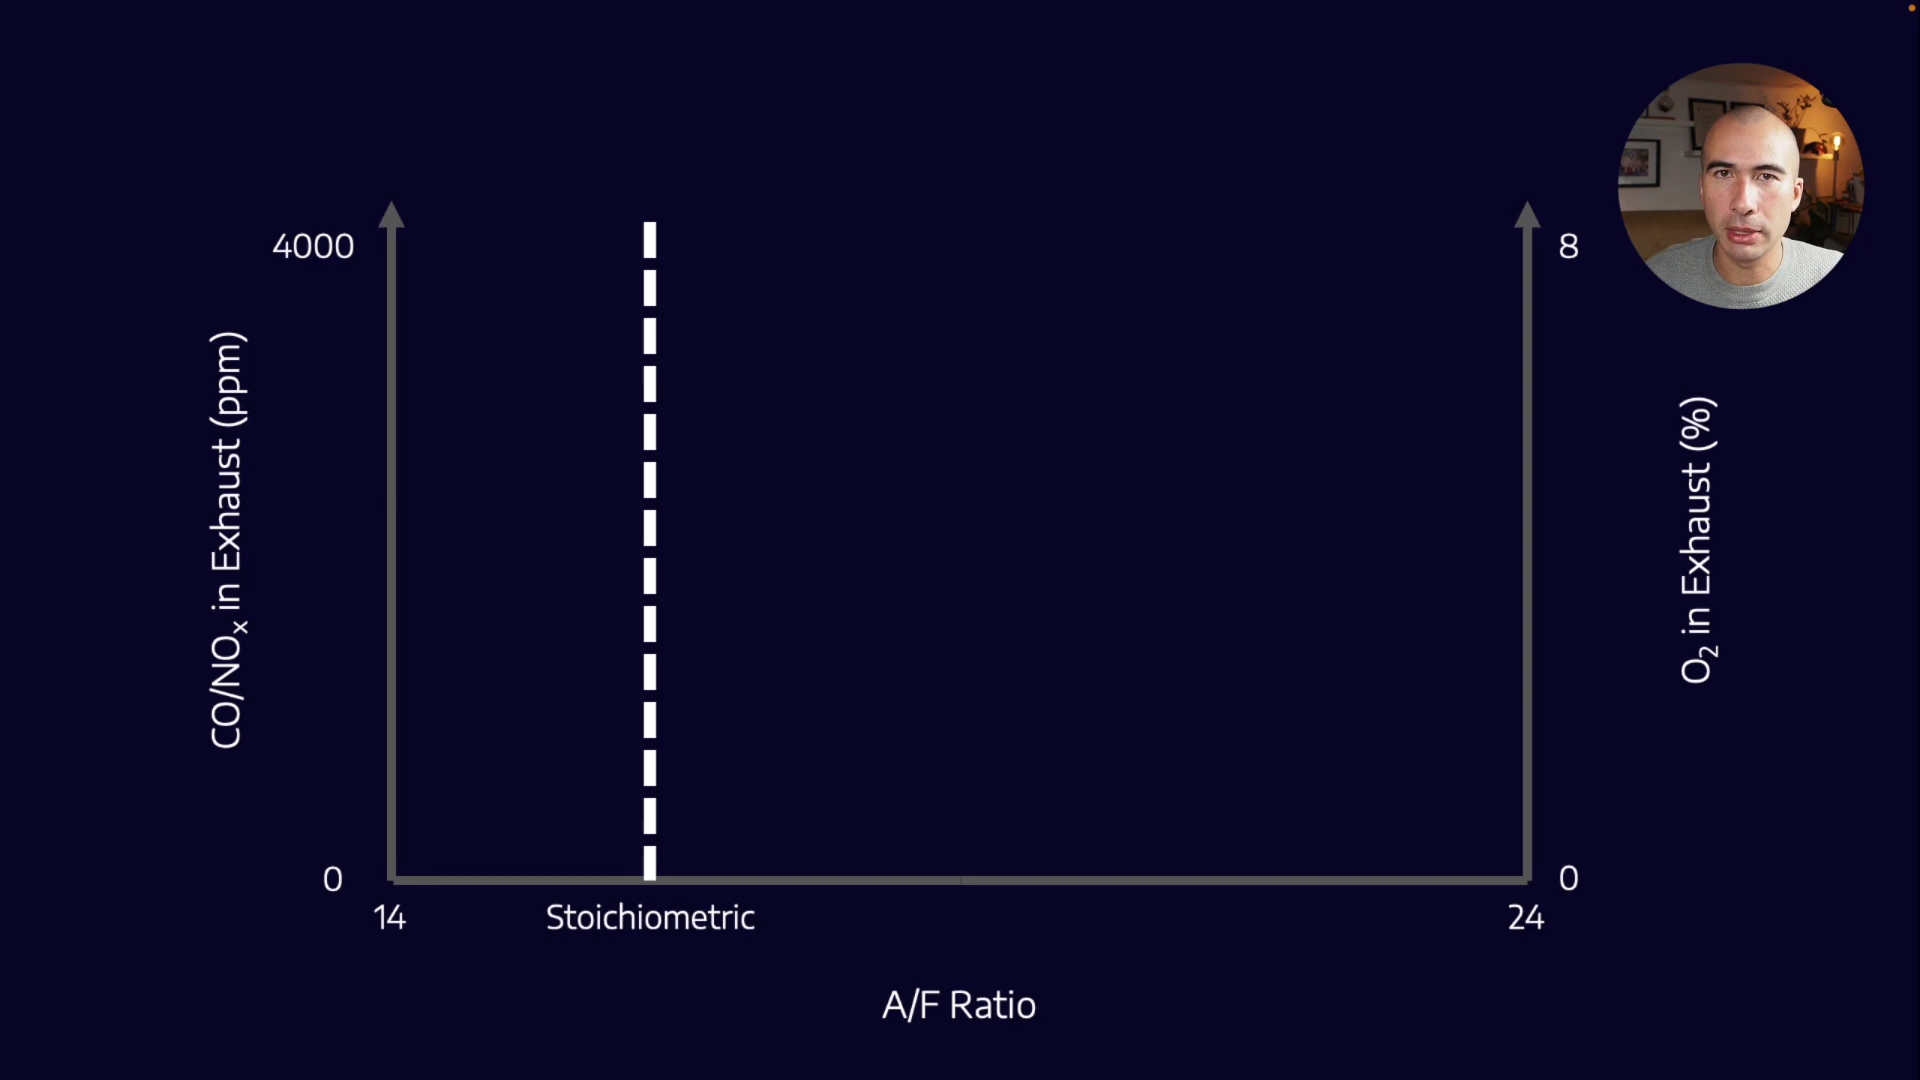 4000
8
CO/NOx in Exhaust (ppm)
O2 in Exhaust (%)
0
0
14
Stoichiometric
24
A/F Ratio